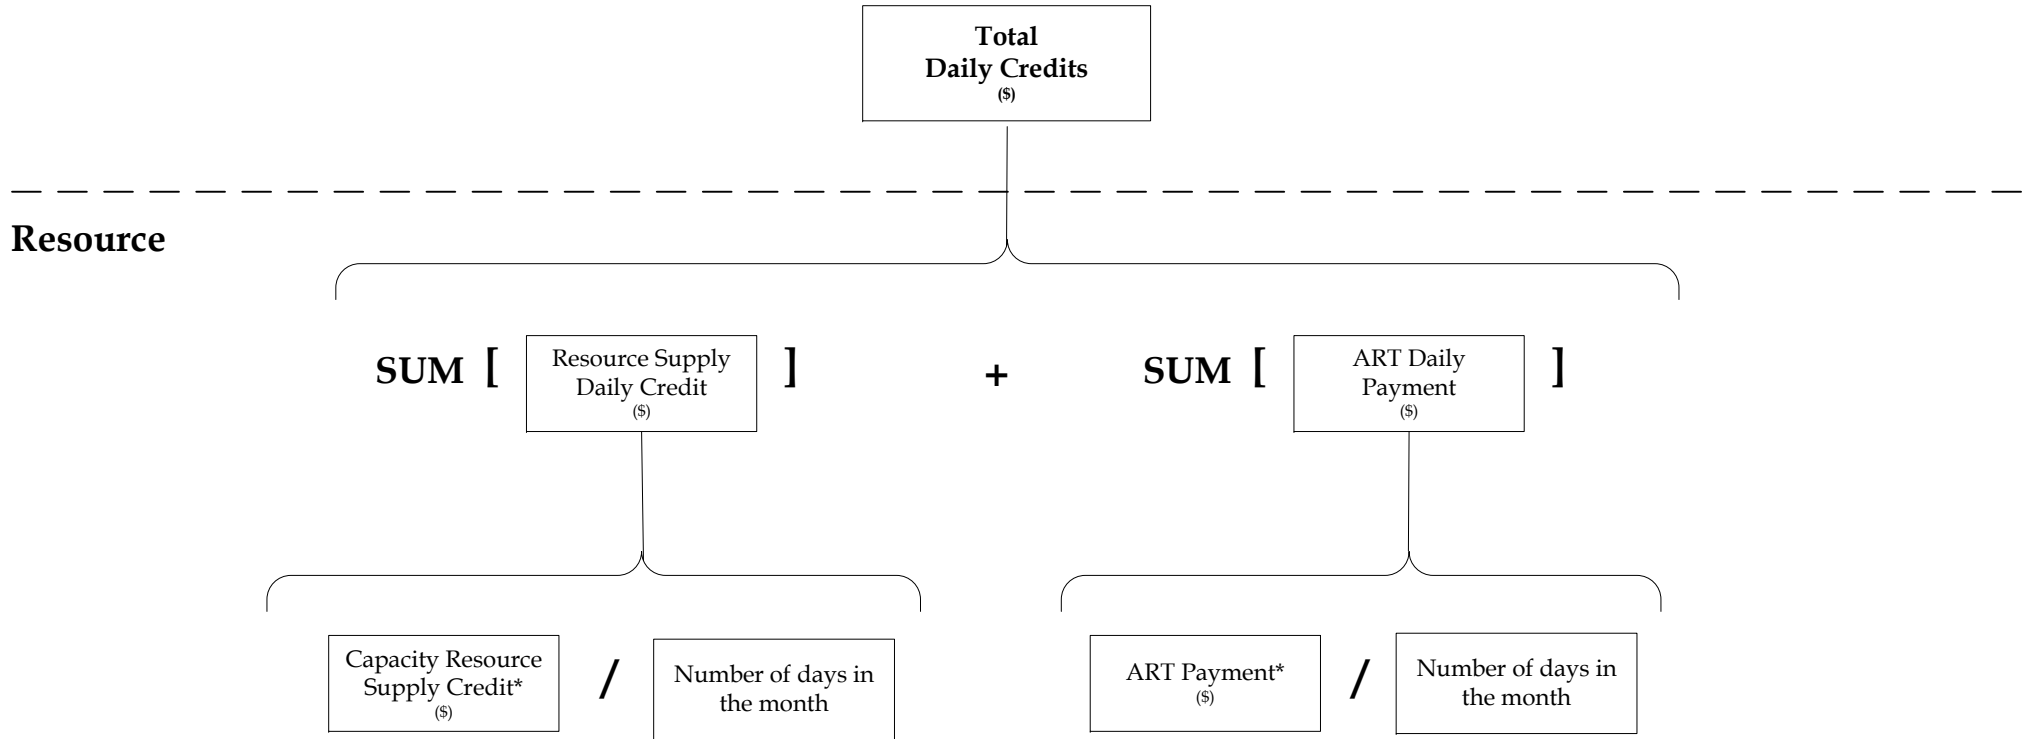 Total
Daily Credits
($)
Resource
SUM [ Resource Supply
Daily Credit
($) ] + SUM [ ART Daily
Payment
($) ]
Capacity Resource
Supply Credit*
($)
/
Number of days in
the month
ART Payment*
($)
/
Number of days in
the month